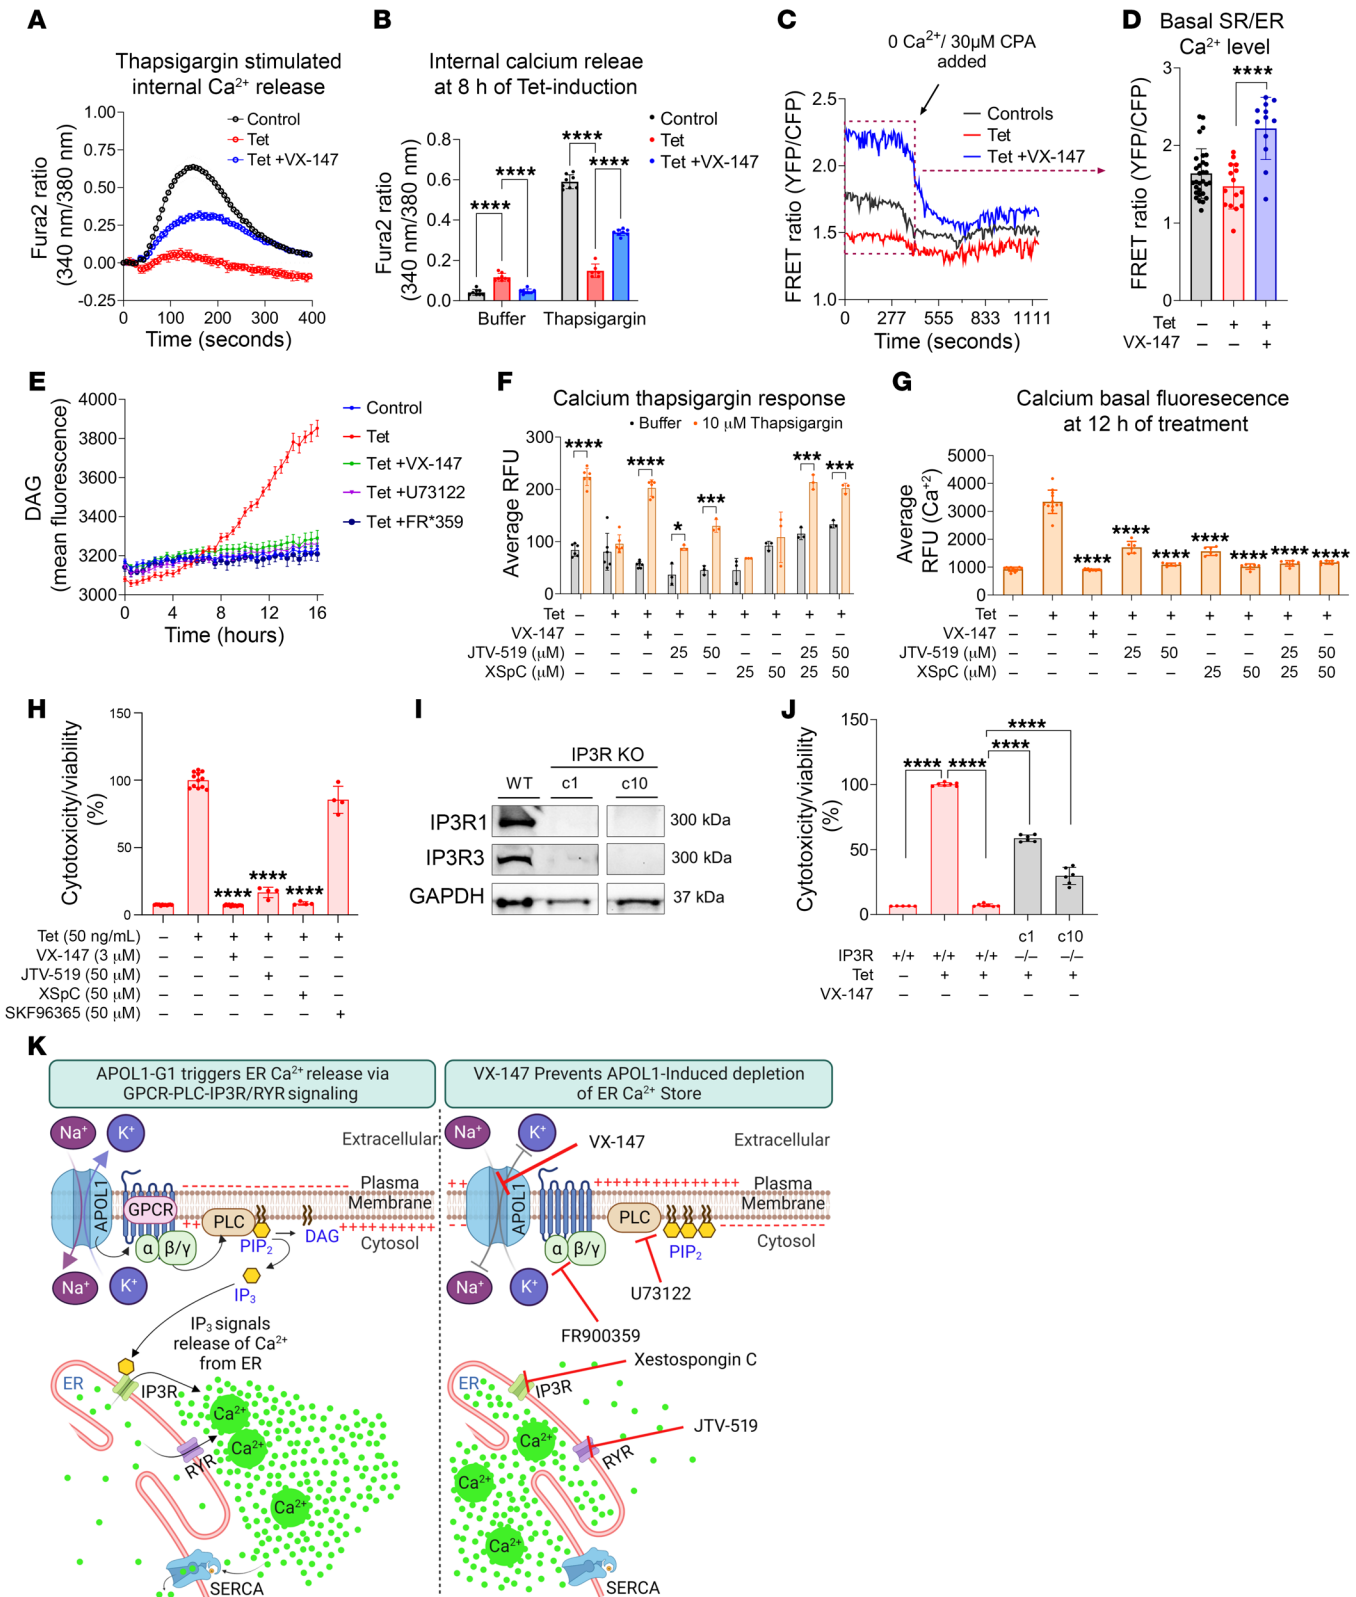 A
Thapsigargin stimulated
internal Ca²⁺ release
Fura2 ratio
(340 nm/380 nm)
1.00
0.75
0.50
0.25
0.00
-0.25
Control
Tet
Tet +VX-147
0 100 200 300 400
Time (seconds)
B
Internal calcium releae
at 8 h of Tet-induction
Fura2 ratio
(340 nm/380 nm)
0.8
0.6
0.4
0.2
0.0
**** **** **** ****
Control
Tet
Tet +VX-147
Buffer Thapsigargin
C
0 Ca²⁺/ 30µM CPA
added
FRET ratio (YFP/CFP)
2.5
2.0
1.5
1.0
Controls
Tet
Tet +VX-147
0 277 555 833 1111
Time (seconds)
D
Basal SR/ER
Ca²⁺ level
FRET ratio (YFP/CFP)
3
2
1
0
****
Tet – + +
VX-147 – – +
E
DAG
(mean fluorescence)
4000
3800
3600
3400
3200
3000
Control
Tet
Tet +VX-147
Tet +U73122
Tet +FR*359
0 4 8 12 16
Time (hours)
F
Calcium thapsigargin response
Buffer 10 µM Thapsigargin
Average RFU
300
200
100
0
**** **** * *** *** ***
Tet – + + + + + + + +
VX-147 – – + – – – – – –
JTV-519 (µM) – – – 25 50 – – 25 50
XSpC (µM) – – – – – 25 50 25 50
G
Calcium basal fluoresecence
at 12 h of treatment
Average
RFU (Ca⁺²)
5000
4000
3000
2000
1000
0
**** **** **** **** **** **** ****
Tet – + + + + + + + +
VX-147 – – + – – – – – –
JTV-519 (µM) – – – 25 50 – – 25 50
XSpC (µM) – – – – – 25 50 25 50
H
Cytotoxicity/viability
(%)
150
100
50
0
**** **** ****
Tet (50 ng/mL) – + + + + +
VX-147 (3 µM) – – + – – –
JTV-519 (50 µM) – – – + – –
XSpC (50 µM) – – – – + –
SKF96365 (50 µM) – – – – – +
I
IP3R KO
WT c1 c10
IP3R1 300 kDa
IP3R3 300 kDa
GAPDH 37 kDa
J
Cytotoxicity/viability
(%)
150
100
50
0
**** **** **** ****
c1 c10
IP3R +/+ +/+ +/+ –/– –/–
Tet – + + + +
VX-147 – – – – –
K
APOL1-G1 triggers ER Ca²⁺ release via
GPCR-PLC-IP3R/RYR signaling
Na⁺ K⁺
Extracellular
APOL1
GPCR
Plasma
Membrane
PLC
α β/γ
PIP₂
DAG
Cytosol
Na⁺ K⁺
IP₃
IP₃ signals
release of Ca²⁺
from ER
ER
IP3R
RYR
Ca²⁺
Ca²⁺
Ca²⁺
SERCA
VX-147 Prevents APOL1-Induced depletion
of ER Ca²⁺ Store
Na⁺ K⁺
VX-147
Extracellular
APOL1
Plasma
Membrane
PLC
α β/γ
PIP₂
Cytosol
Na⁺ K⁺
U73122
FR900359
Xestospongin C
ER
IP3R
JTV-519
RYR
Ca²⁺
Ca²⁺
Ca²⁺
SERCA